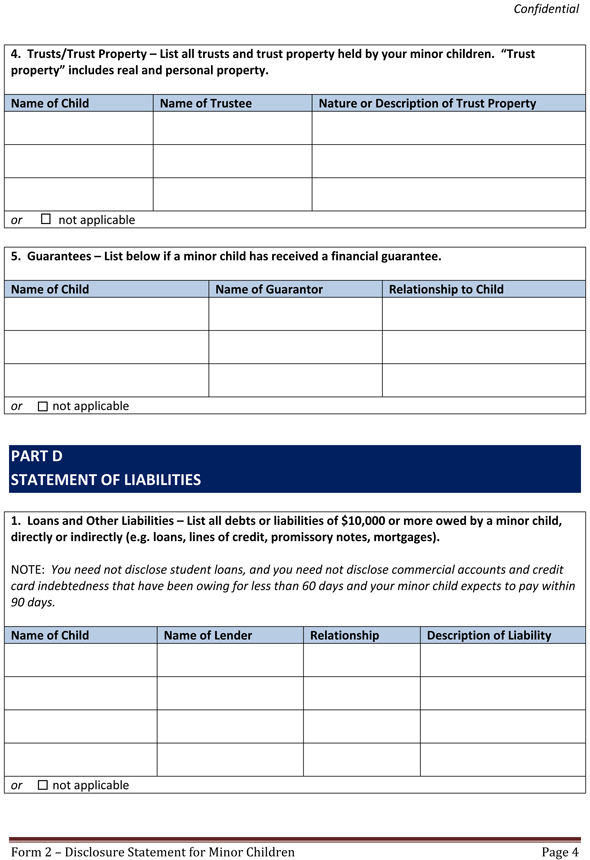 Confidential
4. Trusts/Trust Property – List all trusts and trust property held by your minor children. “Trust
property” includes real and personal property.
Name of Child Name of Trustee Nature or Description of Trust Property
or ☐ not applicable
5. Guarantees – List below if a minor child has received a financial guarantee.
Name of Child Name of Guarantor Relationship to Child
or ☐ not applicable
PART D
STATEMENT OF LIABILITIES
1. Loans and Other Liabilities – List all debts or liabilities of $10,000 or more owed by a minor child,
directly or indirectly (e.g. loans, lines of credit, promissory notes, mortgages).
NOTE: You need not disclose student loans, and you need not disclose commercial accounts and credit
card indebtedness that have been owing for less than 60 days and your minor child expects to pay within
90 days.
Name of Child Name of Lender Relationship Description of Liability
or ☐ not applicable
Form 2 – Disclosure Statement for Minor Children Page 4